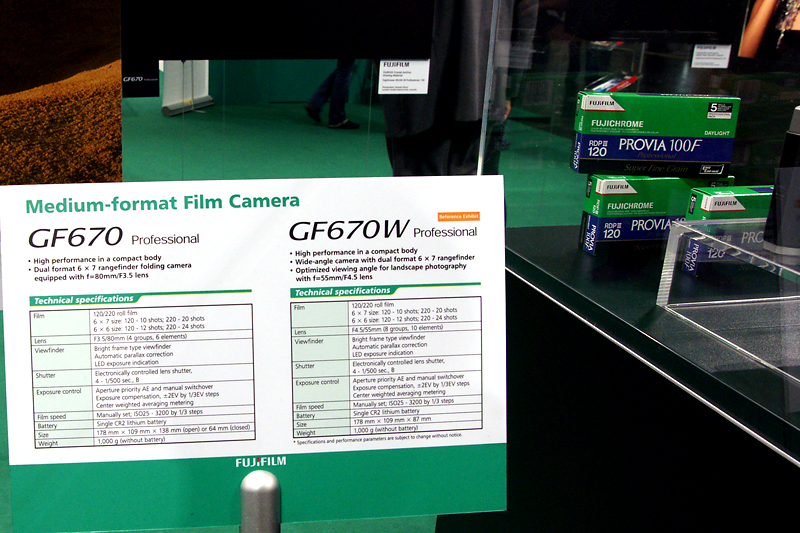 GF670
FUJIFILM
FUJIFILM
5
FUJIFILM
FUJICHROME
DAYLIGHT
RDPIII
120
PROVIA 100F
Professional
Super Fine Grain
FUJIFILM
FUJICHROME
RDPIII
120
PROVIA
FUJIFILM
PROVIA
120
Medium-format Film Camera
GF670 Professional
• High performance in a compact body
• Dual format 6 × 7 rangefinder folding camera
equipped with f=80mm/F3.5 lens
Technical specifications
Film 120/220 roll film
6 × 7 size: 120 - 10 shots; 220 - 20 shots
6 × 6 size: 120 - 12 shots; 220 - 24 shots
Lens F3.5/80mm (4 groups, 6 elements)
Viewfinder Bright frame type viewfinder
Automatic parallax correction
LED exposure indication
Shutter Electronically controlled lens shutter,
4 - 1/500 sec., B
Exposure control Aperture priority AE and manual switchover
Exposure compensation, ±2EV by 1/3EV steps
Center weighted averaging metering
Film speed Manually set, ISO25 - 3200 by 1/3 steps
Battery Single CR2 lithium battery
Size 178 mm × 109 mm × 138 mm (open) or 64 mm (closed)
Weight 1,000 g (without battery)
Reference Exhibit
GF670W Professional
• High performance in a compact body
• Wide-angle camera with dual format 6 × 7 rangefinder
• Optimized viewing angle for landscape photography
with f=55mm/F4.5 lens
Technical specifications
Film 120/220 roll film
6 × 7 size: 120 - 10 shots; 220 - 20 shots
6 × 6 size: 120 - 12 shots; 220 - 24 shots
Lens F4.5/55mm (8 groups, 10 elements)
Viewfinder Bright frame type viewfinder
Automatic parallax correction
LED exposure indication
Shutter Electronically controlled lens shutter,
4 - 1/500 sec., B
Exposure control Aperture priority AE and manual switchover
Exposure compensation, ±2EV by 1/3EV steps
Center weighted averaging metering
Film speed Manually set, ISO25 - 3200 by 1/3 steps
Battery Single CR2 lithium battery
Size 178 mm × 109 mm × 87 mm
Weight 1,000 g (without battery)
* Specifications and performance parameters are subject to change without notice.
FUJIFILM